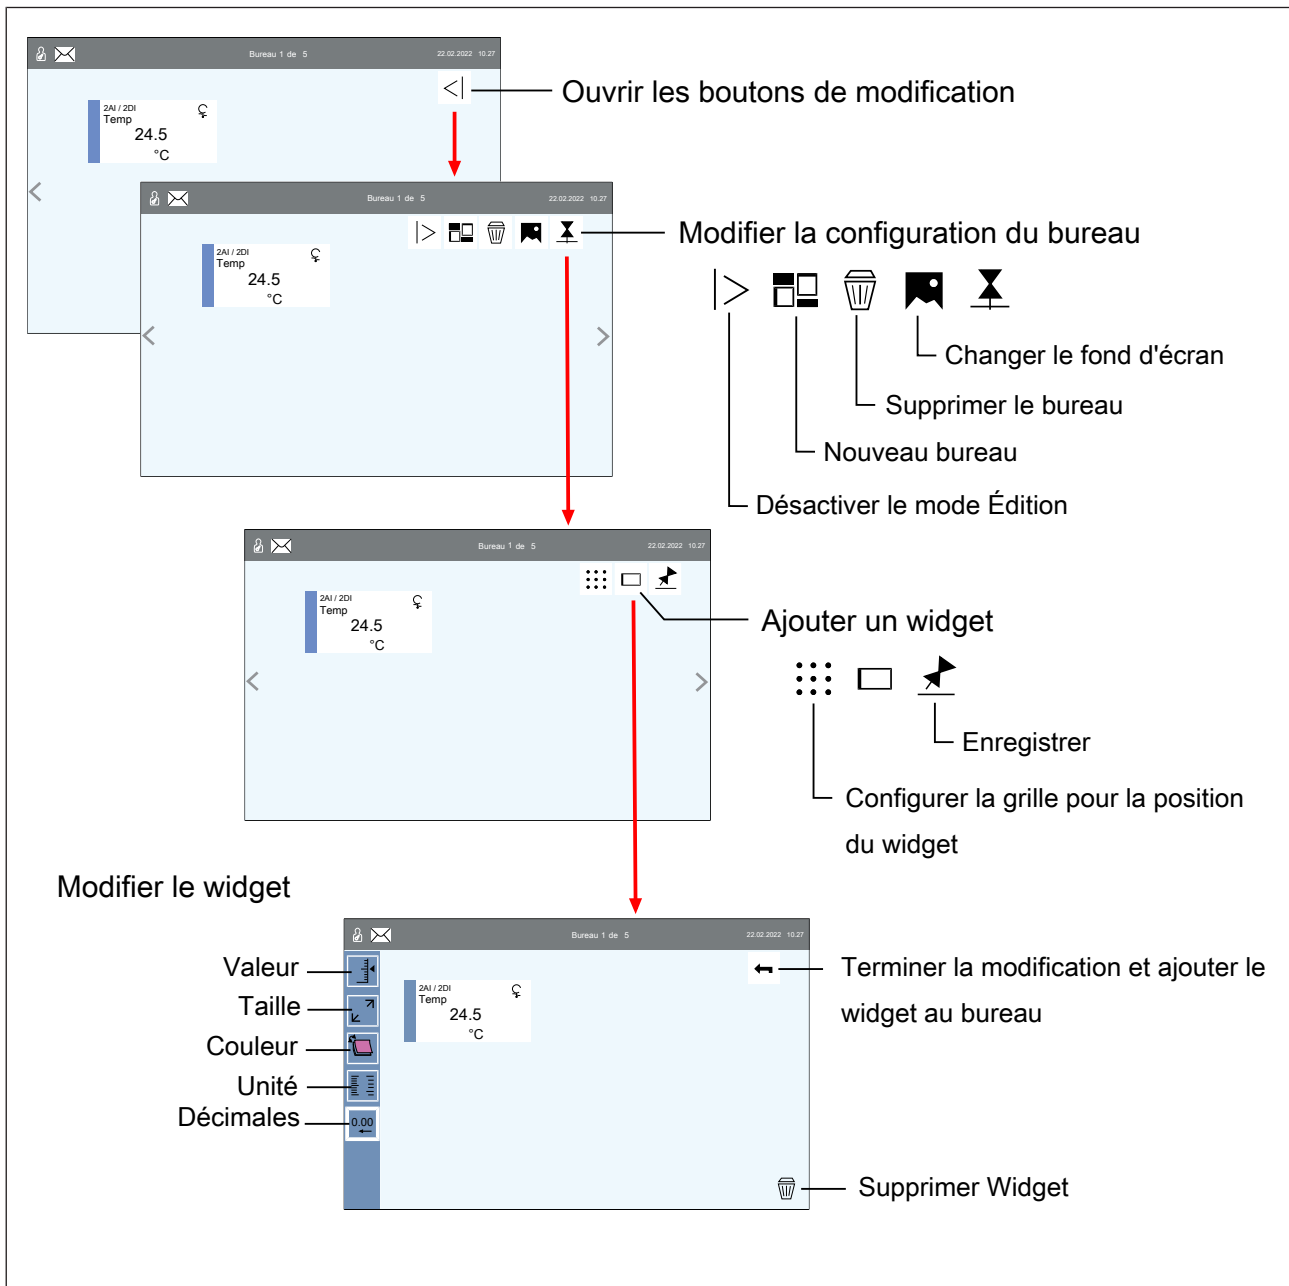 Bureau 1 de 5
22.02.2022 10.27
Ouvrir les boutons de modification
2AI / 2DI
Temp
24.5
°C
Bureau 1 de 5
22.02.2022 10.27
Modifier la configuration du bureau
2AI / 2DI
Temp
24.5
°C
Changer le fond d'écran
Supprimer le bureau
Nouveau bureau
Désactiver le mode Édition
Bureau 1 de 5
22.02.2022 10.27
2AI / 2DI
Temp
24.5
°C
Ajouter un widget
Enregistrer
Configurer la grille pour la position
du widget
Modifier le widget
Bureau 1 de 5
22.02.2022 10.27
Valeur
Taille
Couleur
Unité
Décimales
0.00
2AI / 2DI
Temp
24.5
°C
Terminer la modification et ajouter le
widget au bureau
Supprimer Widget